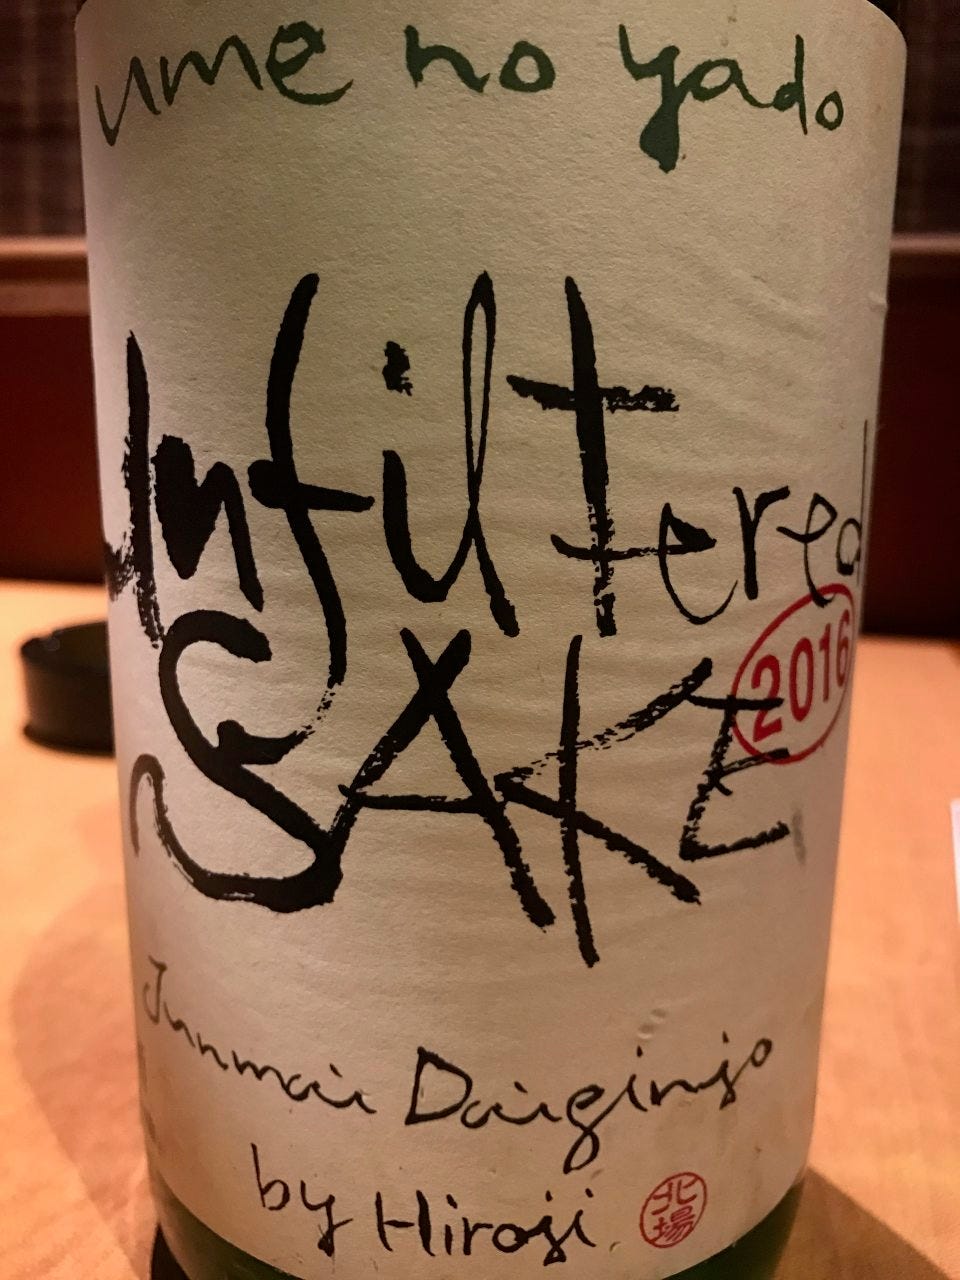 ume no yado
Unfiltered
SAKE
2016
Junmai Daiginjo
by Hiroji
北場